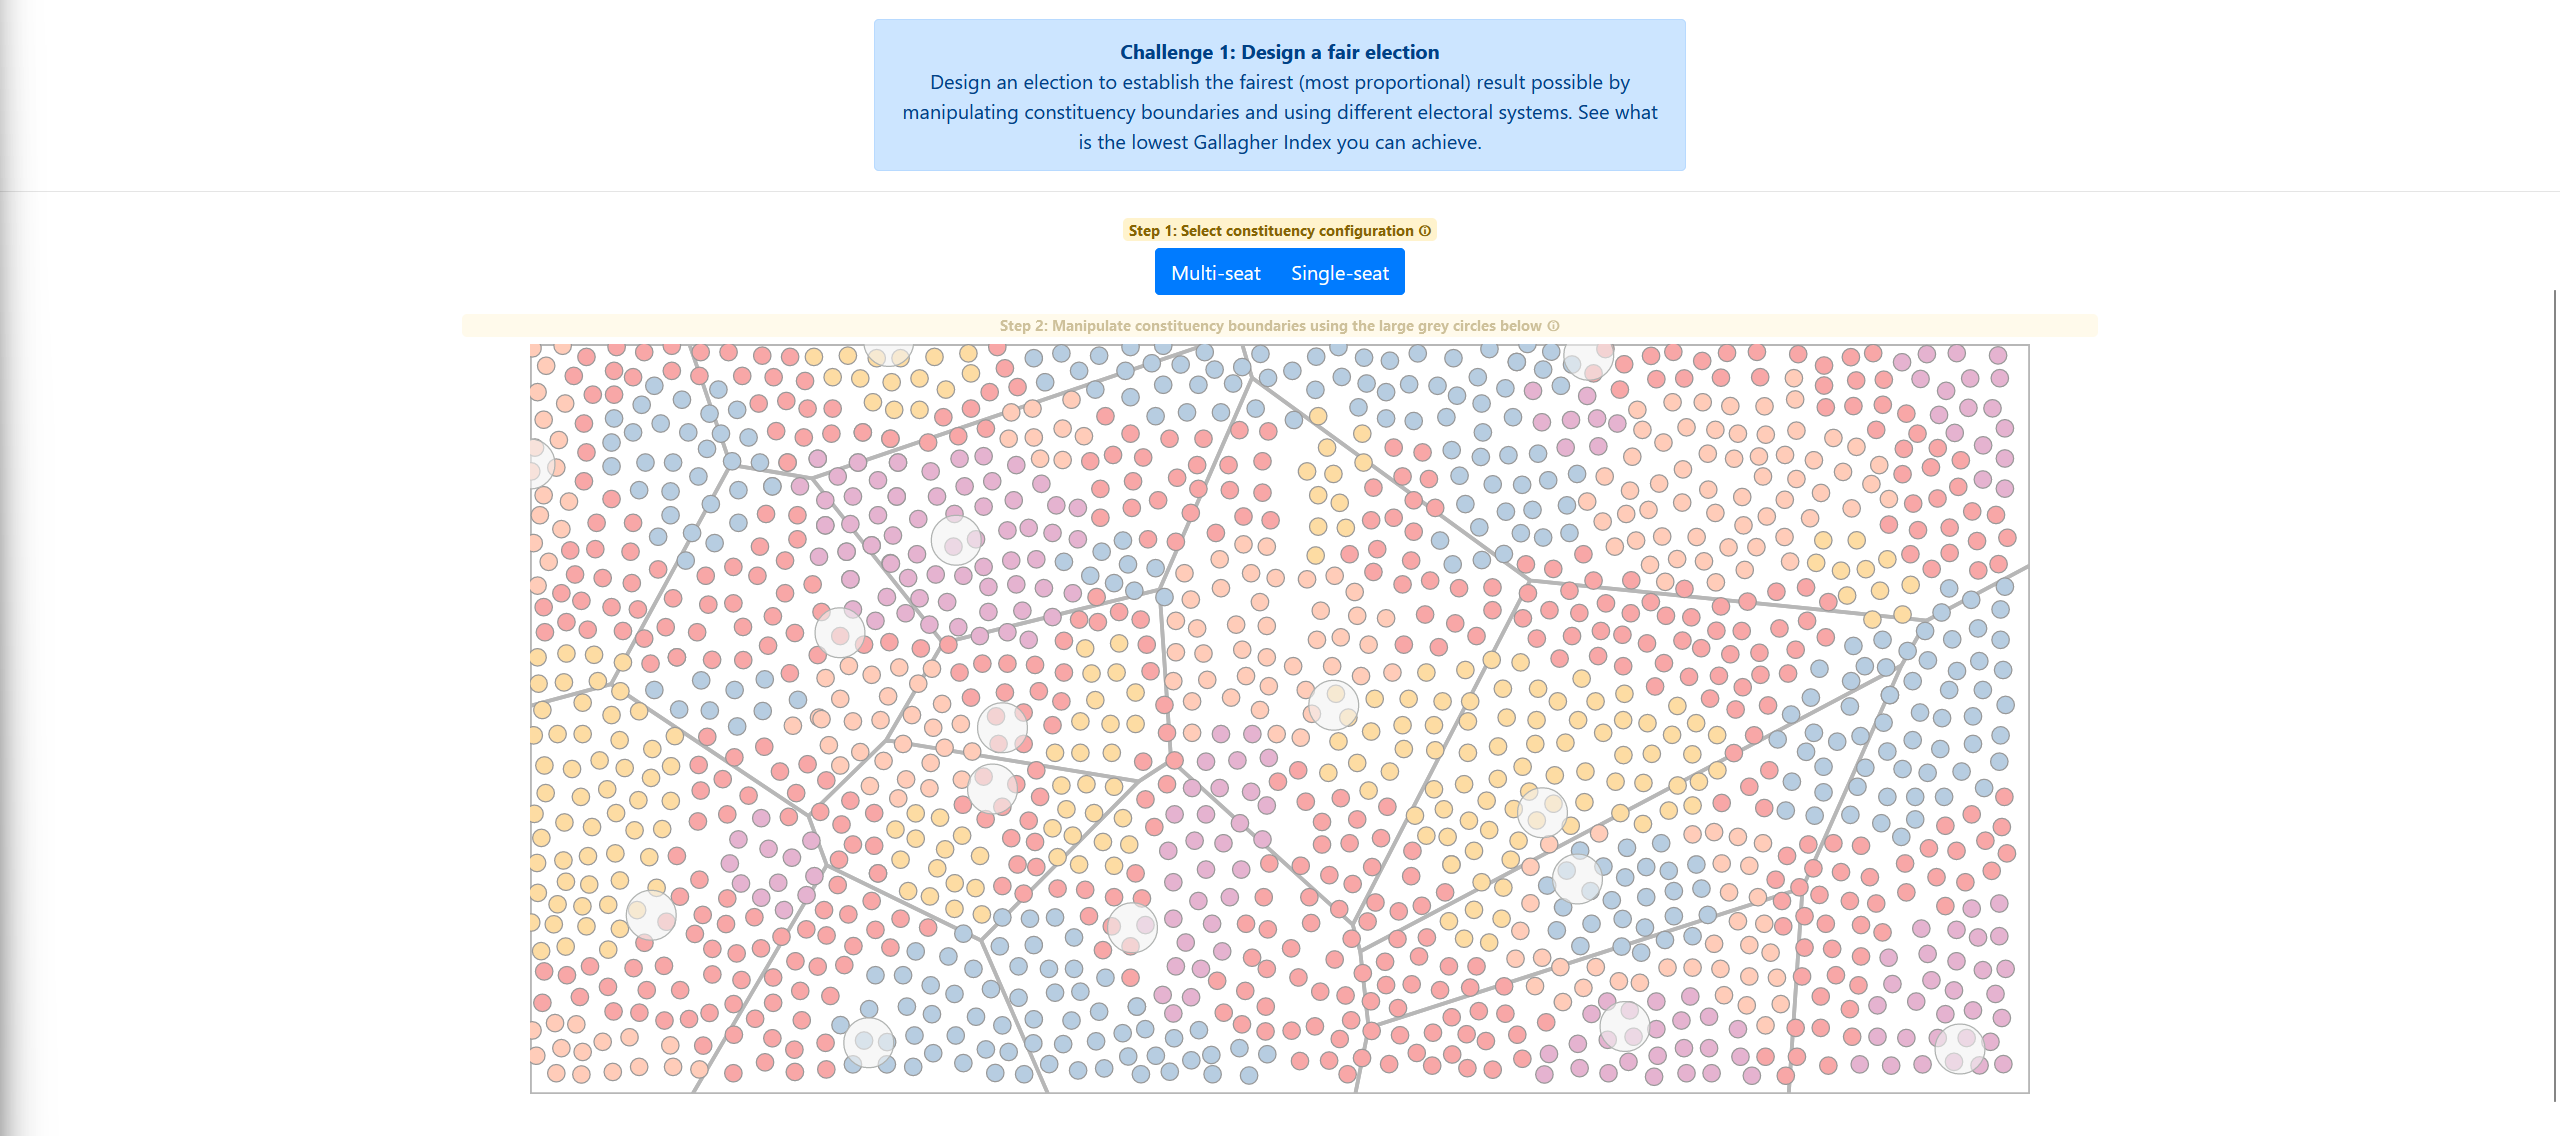 Challenge 1: Design a fair election
Design an election to establish the fairest (most proportional) result possible by
manipulating constituency boundaries and using different electoral systems. See what
is the lowest Gallagher Index you can achieve.
Step 1: Select constituency configuration
Multi-seat Single-seat
Step 2: Manipulate constituency boundaries using the large grey circles below